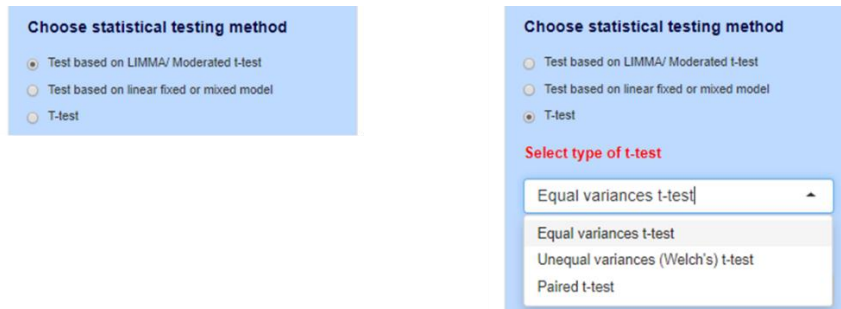 Choose statistical testing method
Test based on LIMMA/ Moderated t-test
Test based on linear fixed or mixed model
T-test
Choose statistical testing method
Test based on LIMMA/ Moderated t-test
Test based on linear fixed or mixed model
T-test
Select type of t-test
Equal variances t-test
Equal variances t-test
Unequal variances (Welch's) t-test
Paired t-test